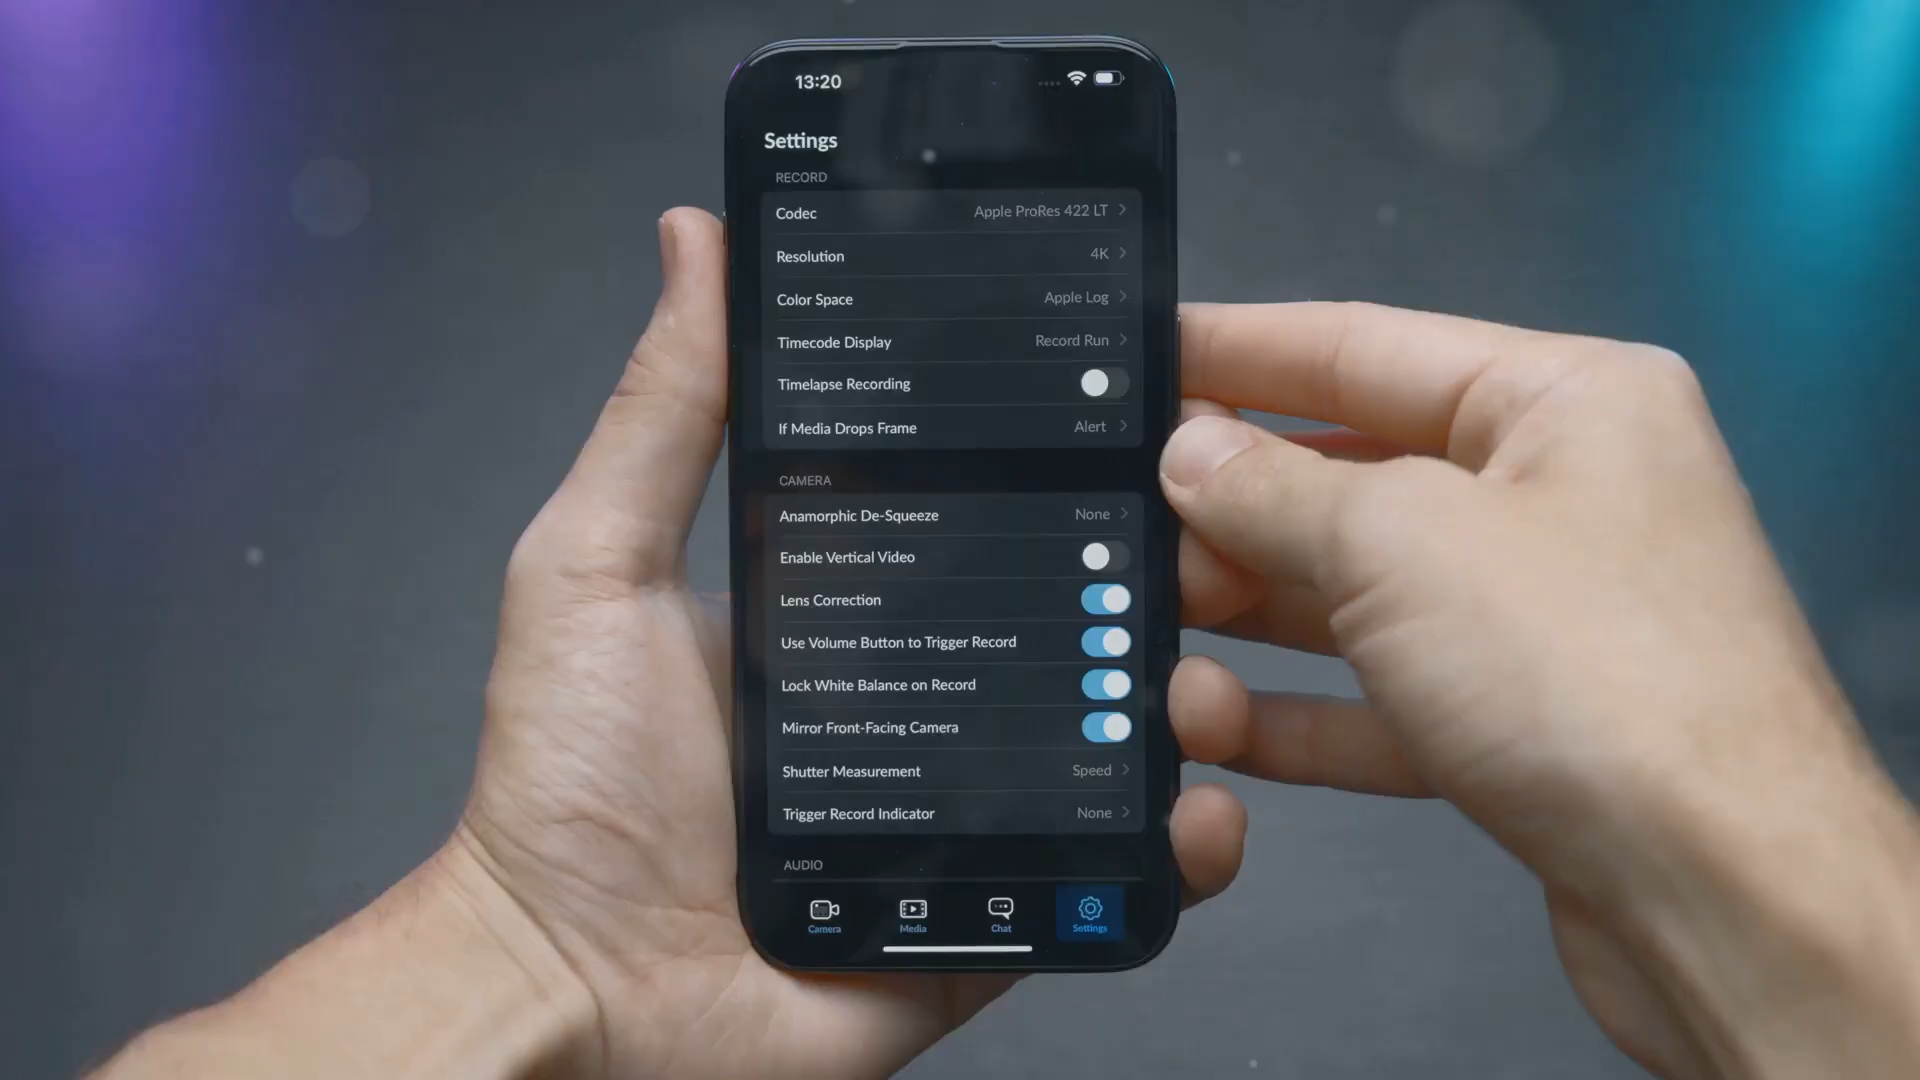 13:20
Settings
RECORD
Codec Apple ProRes 422 LT
Resolution 4K
Color Space Apple Log
Timecode Display Record Run
Timelapse Recording
If Media Drops Frame Alert
CAMERA
Anamorphic De-Squeeze None
Enable Vertical Video
Lens Correction
Use Volume Button to Trigger Record
Lock White Balance on Record
Mirror Front-Facing Camera
Shutter Measurement Speed
Trigger Record Indicator None
AUDIO
Camera Media Chat Settings